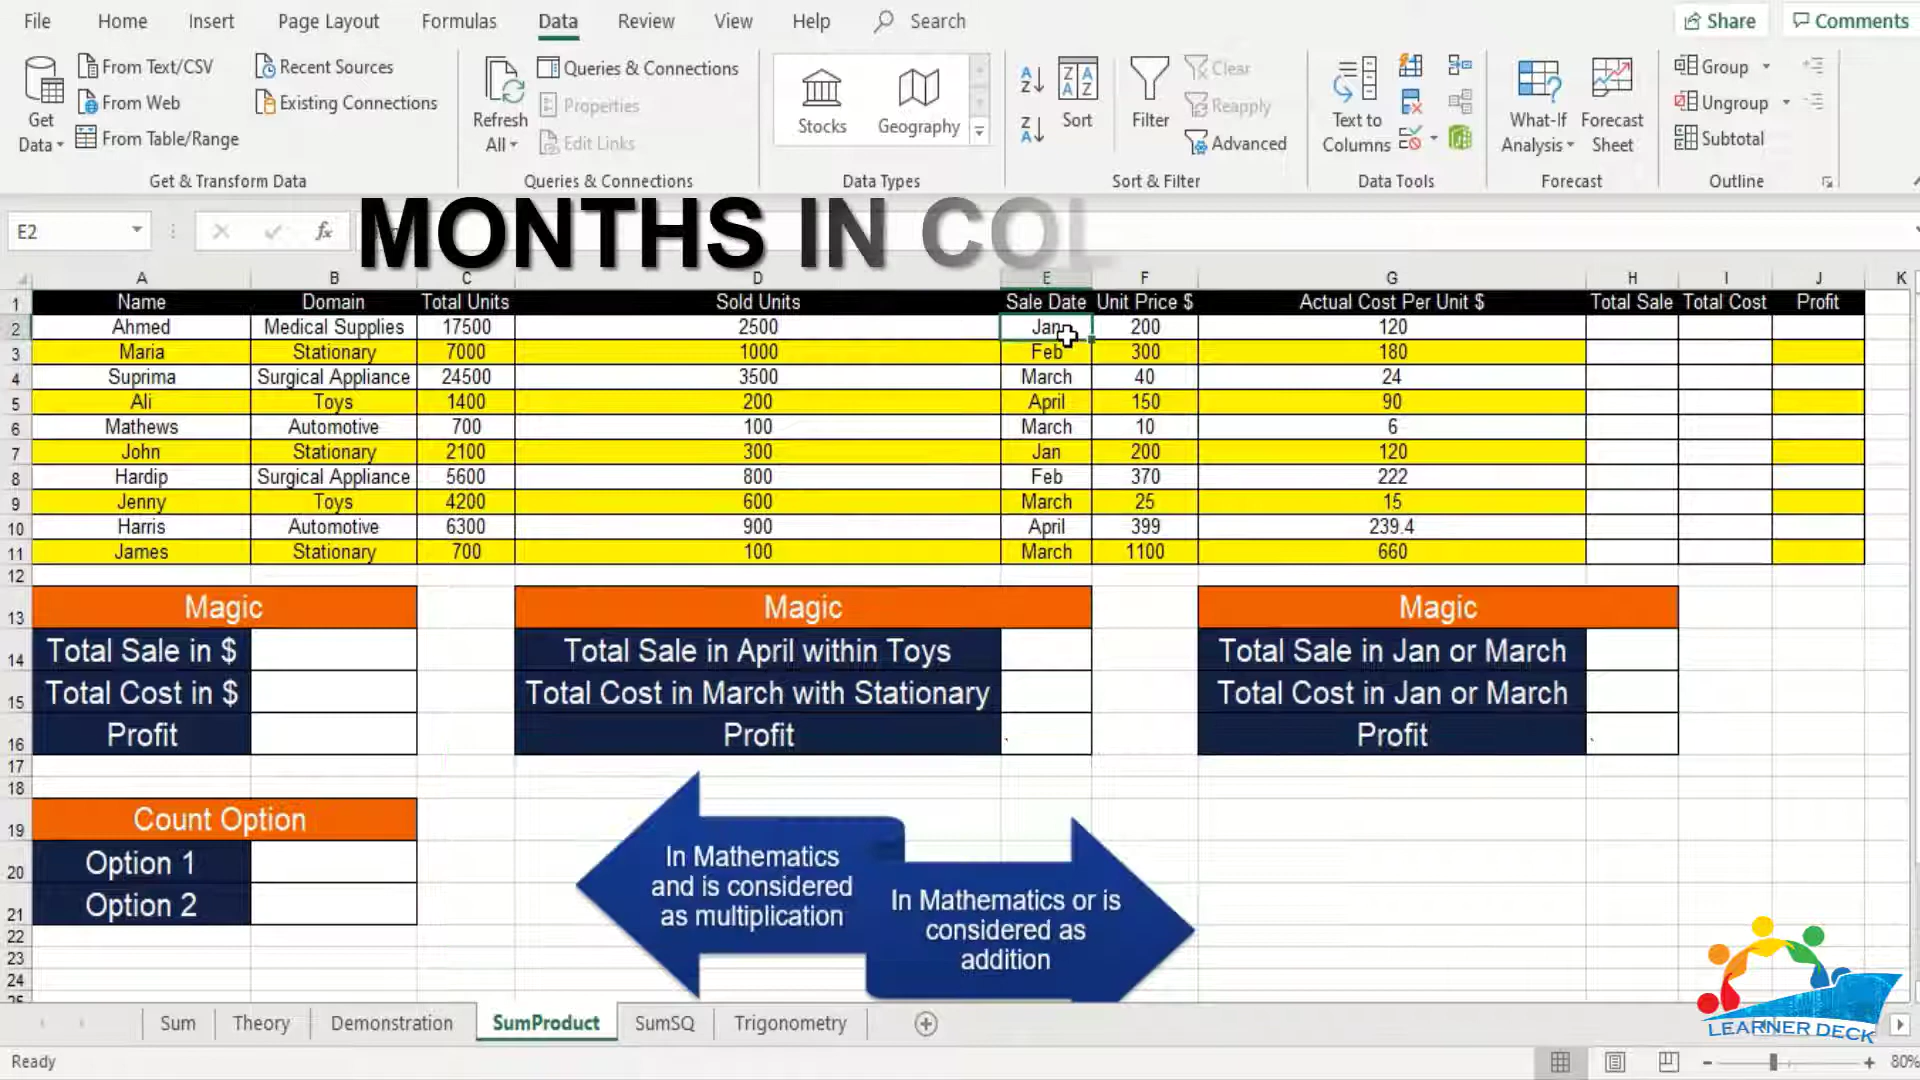 File Home Insert Page Layout Formulas Data Review View Help Search Share Comments
Get Data
From Text/CSV
From Web
From Table/Range
Recent Sources
Existing Connections
Get & Transform Data
Refresh All
Queries & Connections
Properties
Edit Links
Queries & Connections
Stocks
Geography
Data Types
Sort
Filter
Clear
Reapply
Advanced
Sort & Filter
Text to Columns
Data Tools
What-If Analysis
Forecast Sheet
Forecast
Group
Ungroup
Subtotal
Outline
E2 fx
MONTHS IN COL
A B C D E F G H I J K
1 Name Domain Total Units Sold Units Sale Date Unit Price $ Actual Cost Per Unit $ Total Sale Total Cost Profit
2 Ahmed Medical Supplies 17500 2500 Jan 200 120
3 Maria Stationary 7000 1000 Feb 300 180
4 Suprima Surgical Appliance 24500 3500 March 40 24
5 Ali Toys 1400 200 April 150 90
6 Mathews Automotive 700 100 March 10 6
7 John Stationary 2100 300 Jan 200 120
8 Hardip Surgical Appliance 5600 800 Feb 370 222
9 Jenny Toys 4200 600 March 25 15
10 Harris Automotive 6300 900 April 399 239.4
11 James Stationary 700 100 March 1100 660
12
13 Magic Magic Magic
14 Total Sale in $ Total Sale in April within Toys Total Sale in Jan or March
15 Total Cost in $ Total Cost in March with Stationary Total Cost in Jan or March
16 Profit Profit Profit
17
18
19 Count Option
20 Option 1
21 Option 2
22
23
24
25
In Mathematics
and is considered
as multiplication
In Mathematics or is
considered as
addition
LEARNER DECK
Sum Theory Demonstration SumProduct SumSQ Trigonometry
Ready 80%